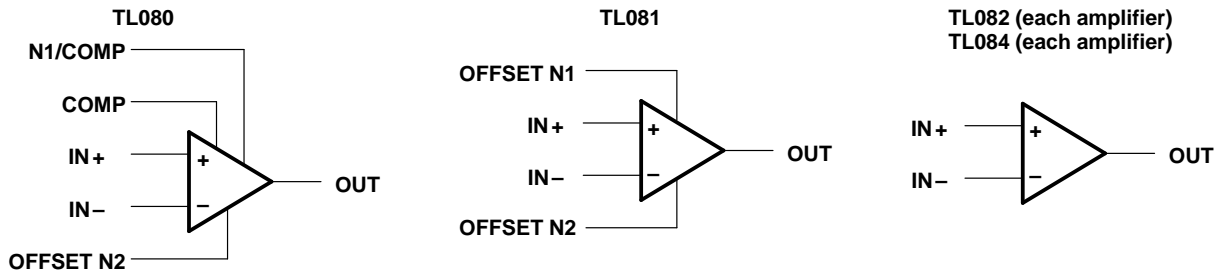 TL080
N1/COMP
COMP
IN+
+
IN−
−
OUT
OFFSET N2
TL081
OFFSET N1
IN+
+
IN−
−
OUT
OFFSET N2
TL082 (each amplifier)
TL084 (each amplifier)
IN+
+
IN−
−
OUT